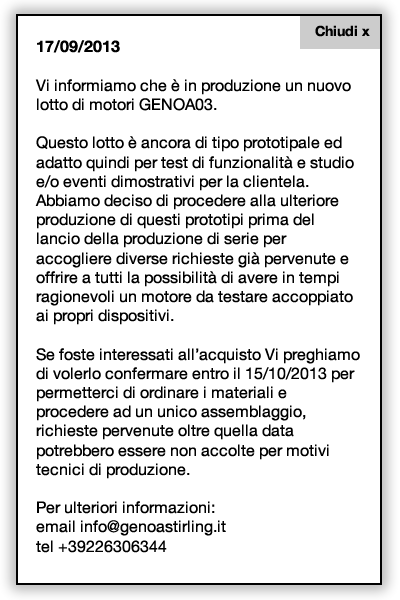 Chiudi x
17/09/2013
Vi informiamo che è in produzione un nuovo
lotto di motori GENOA03.
Questo lotto è ancora di tipo prototipale ed
adatto quindi per test di funzionalità e studio
e/o eventi dimostrativi per la clientela.
Abbiamo deciso di procedere alla ulteriore
produzione di questi prototipi prima del
lancio della produzione di serie per
accogliere diverse richieste già pervenute e
offrire a tutti la possibilità di avere in tempi
ragionevoli un motore da testare accoppiato
ai propri dispositivi.
Se foste interessati all'acquisto Vi preghiamo
di volerlo confermare entro il 15/10/2013 per
permetterci di ordinare i materiali e
procedere ad un unico assemblaggio,
richieste pervenute oltre quella data
potrebbero essere non accolte per motivi
tecnici di produzione.
Per ulteriori informazioni:
email info@genoastirling.it
tel +39226306344